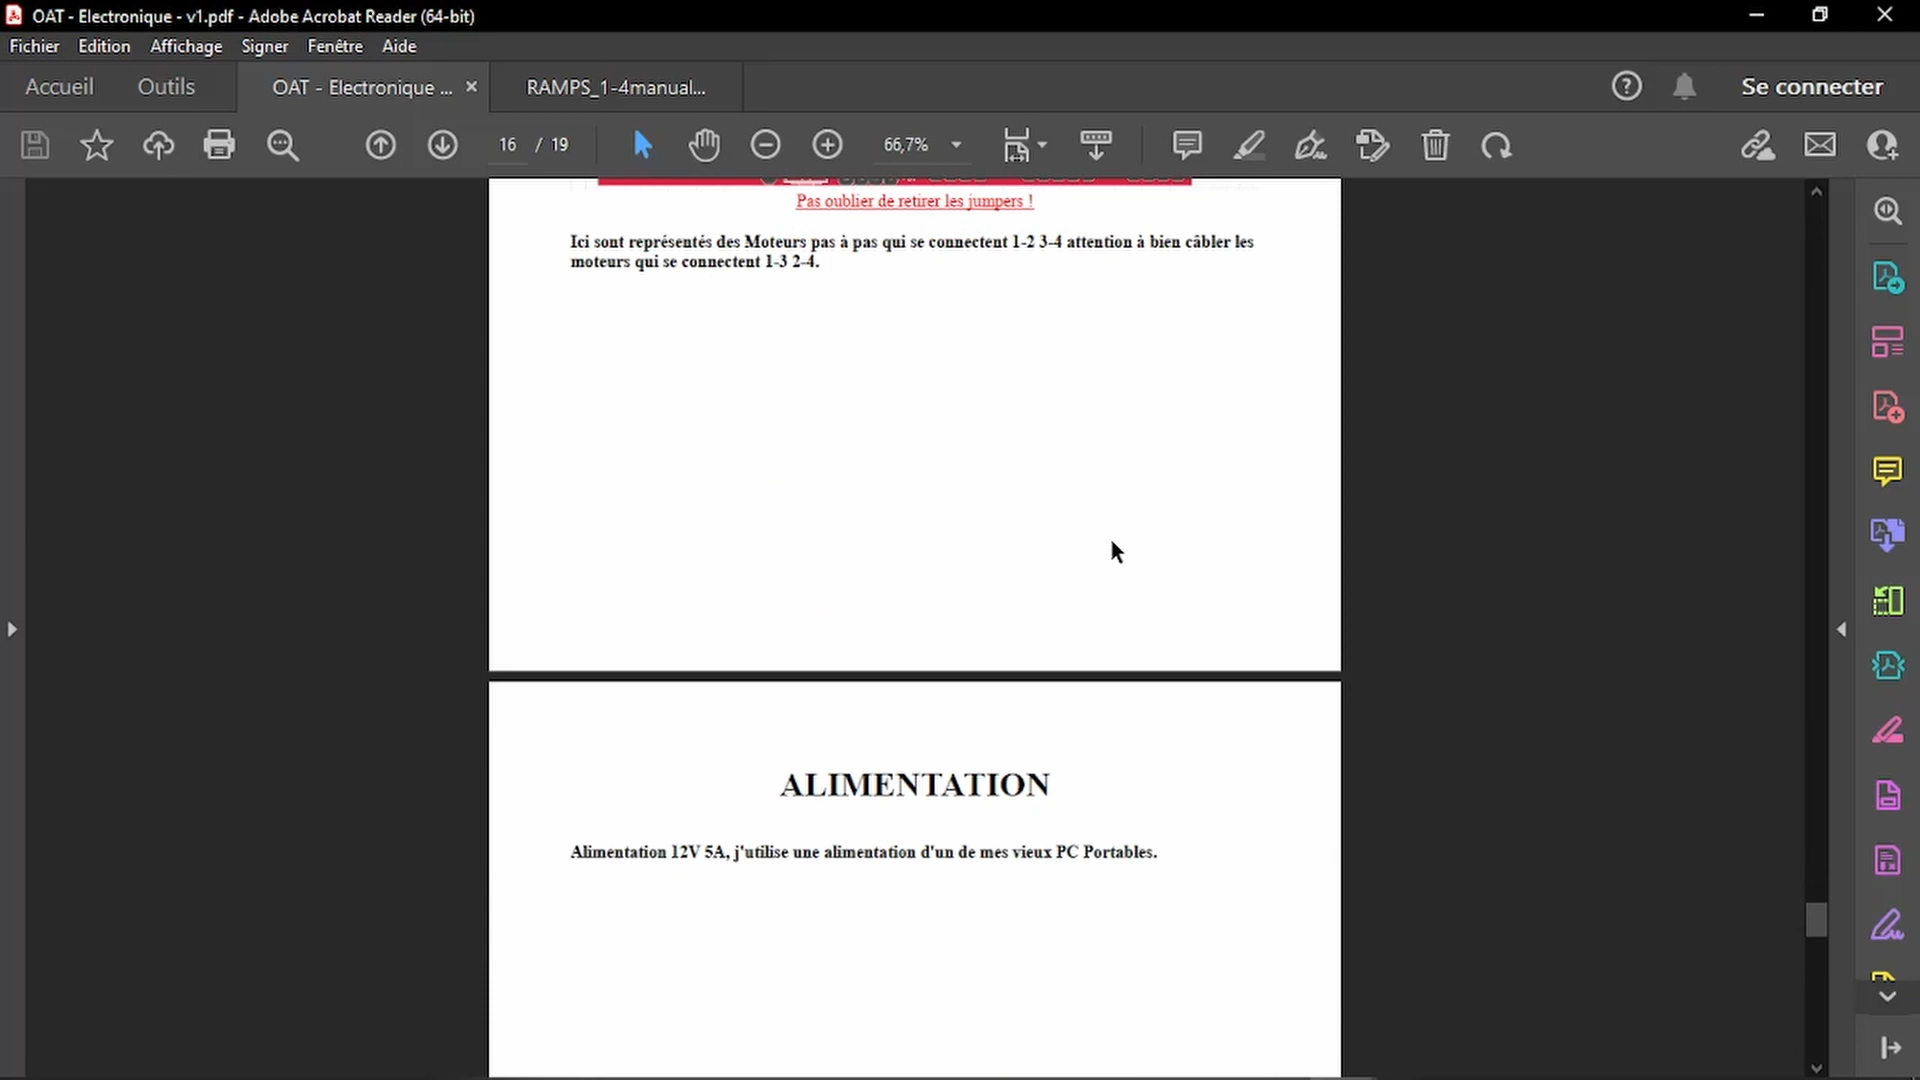 OAT - Electronique - v1.pdf - Adobe Acrobat Reader (64-bit)
Fichier Edition Affichage Signer Fenêtre Aide
Accueil Outils OAT - Electronique ... RAMPS_1-4manual... Se connecter
16 / 19 66,7%
Pas oublier de retirer les jumpers !
Ici sont représentés des Moteurs pas à pas qui se connectent 1-2 3-4 attention à bien câbler les
moteurs qui se connectent 1-3 2-4.
ALIMENTATION
Alimentation 12V 5A, j'utilise une alimentation d'un de mes vieux PC Portables.